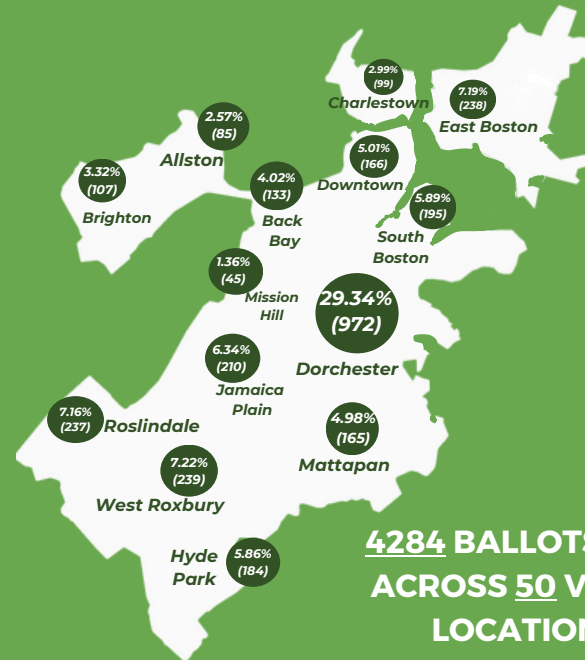 2.99%
(99)
Charlestown
7.19%
(238)
East Boston
2.57%
(85)
Allston
5.01%
(166)
Downtown
3.32%
(107)
Brighton
4.02%
(133)
Back
Bay
5.89%
(195)
South
Boston
1.36%
(45)
Mission
Hill
29.34%
(972)
Dorchester
6.34%
(210)
Jamaica
Plain
7.16%
(237)
Roslindale
4.98%
(165)
Mattapan
7.22%
(239)
West Roxbury
Hyde
Park
5.86%
(184)
4284 BALLOTS
ACROSS 50 V
LOCATION